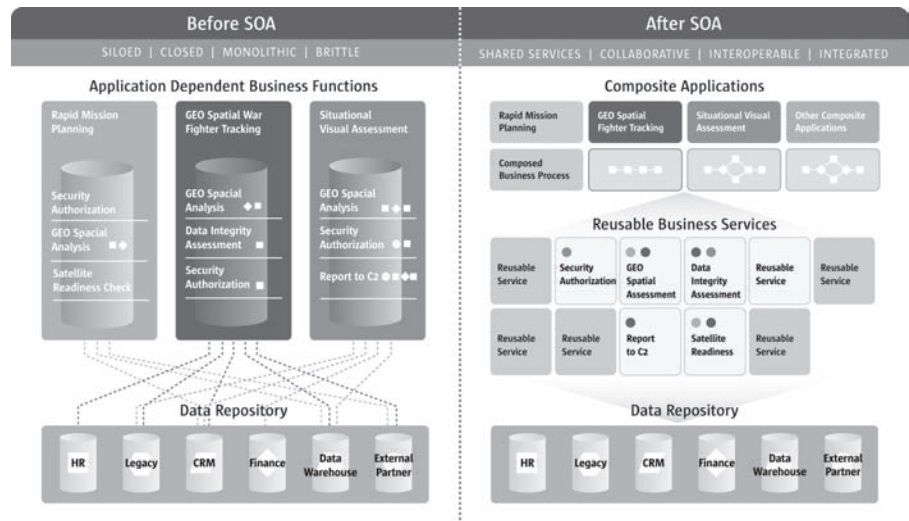 Before SOA
SILOED | CLOSED | MONOLITHIC | BRITTLE
Application Dependent Business Functions
Rapid Mission
Planning
Security
Authorization
GEO Spacial
Analysis
Satellite
Readiness Check
GEO Spatial War
Fighter Tracking
GEO Spacial
Analysis
Data Integrity
Assessment
Security
Authorization
Situational
Visual Assessment
GEO Spacial
Analysis
Security
Authorization
Report to C2
Data Repository
HR
Legacy
CRM
Finance
Data
Warehouse
External
Partner
After SOA
SHARED SERVICES | COLLABORATIVE | INTEROPERABLE | INTEGRATED
Composite Applications
Rapid Mission
Planning
GEO Spatial
Fighter Tracking
Situational Visual
Assessment
Other Composite
Applications
Composed
Business Process
Reusable Business Services
Reusable
Service
Security
Authorization
GEO
Spatial
Assessment
Data
Integrity
Assessment
Reusable
Service
Reusable
Service
Reusable
Service
Reusable
Service
Report
to C2
Satellite
Readiness
Reusable
Service
Data Repository
HR
Legacy
CRM
Finance
Data
Warehouse
External
Partner